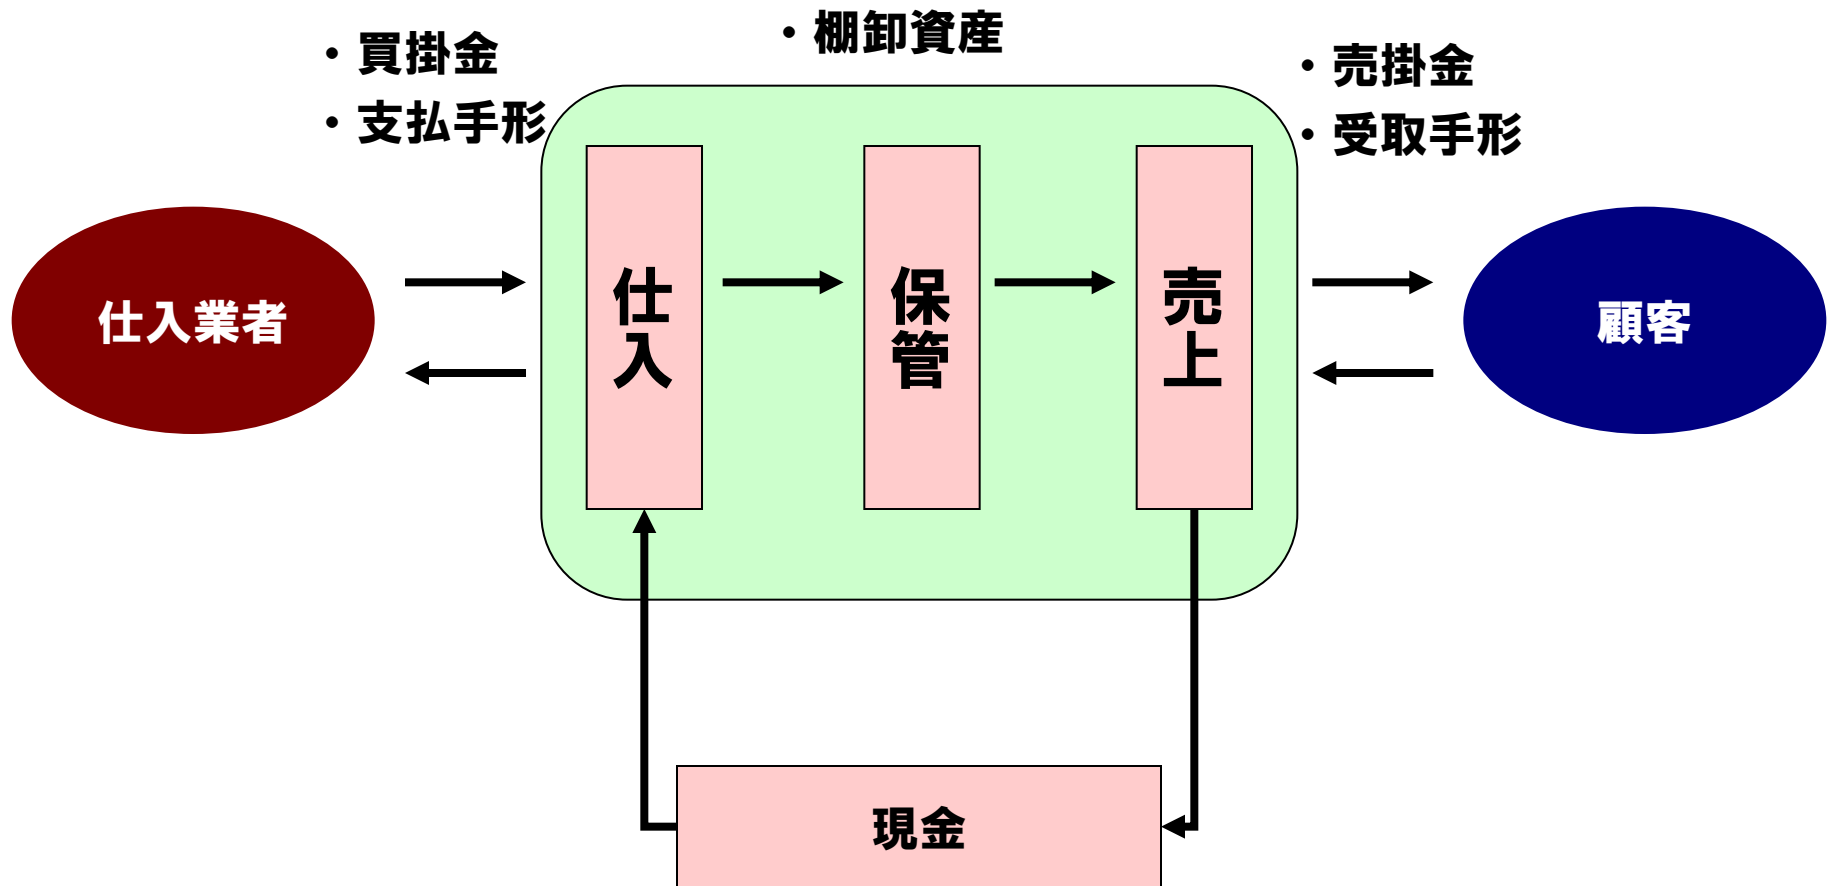 ・棚卸資産
・買掛金
・支払手形
・売掛金
・受取手形
仕入業者
仕入
保管
売上
顧客
現金